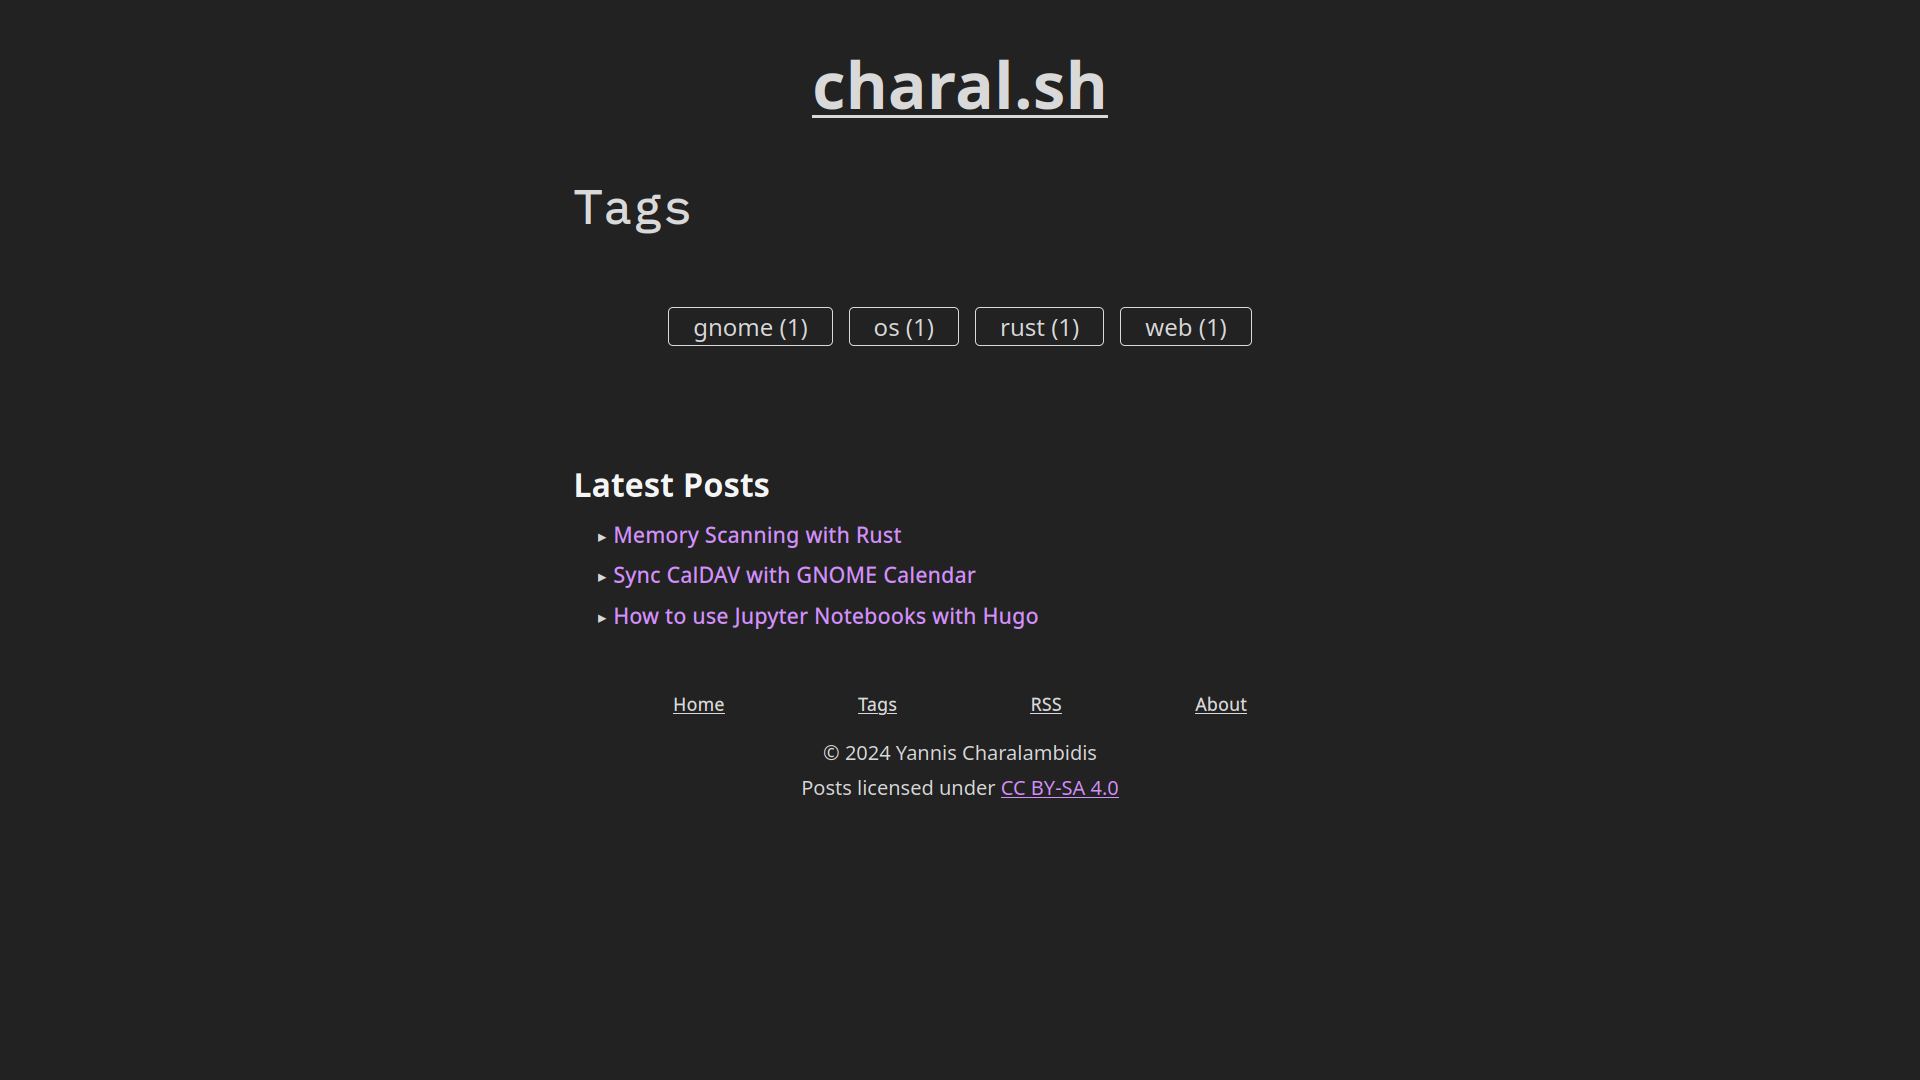 charal.sh
Tags
gnome (1) os (1) rust (1) web (1)
Latest Posts
▸ Memory Scanning with Rust
▸ Sync CalDAV with GNOME Calendar
▸ How to use Jupyter Notebooks with Hugo
Home Tags RSS About
© 2024 Yannis Charalambidis
Posts licensed under CC BY-SA 4.0